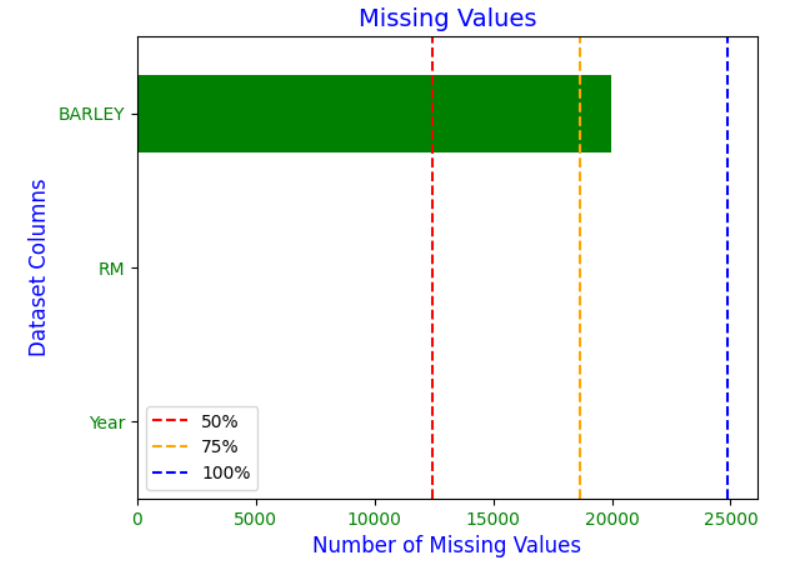 Missing Values
BARLEY
RM
Year
Dataset Columns
50%
75%
100%
0 5000 10000 15000 20000 25000
Number of Missing Values